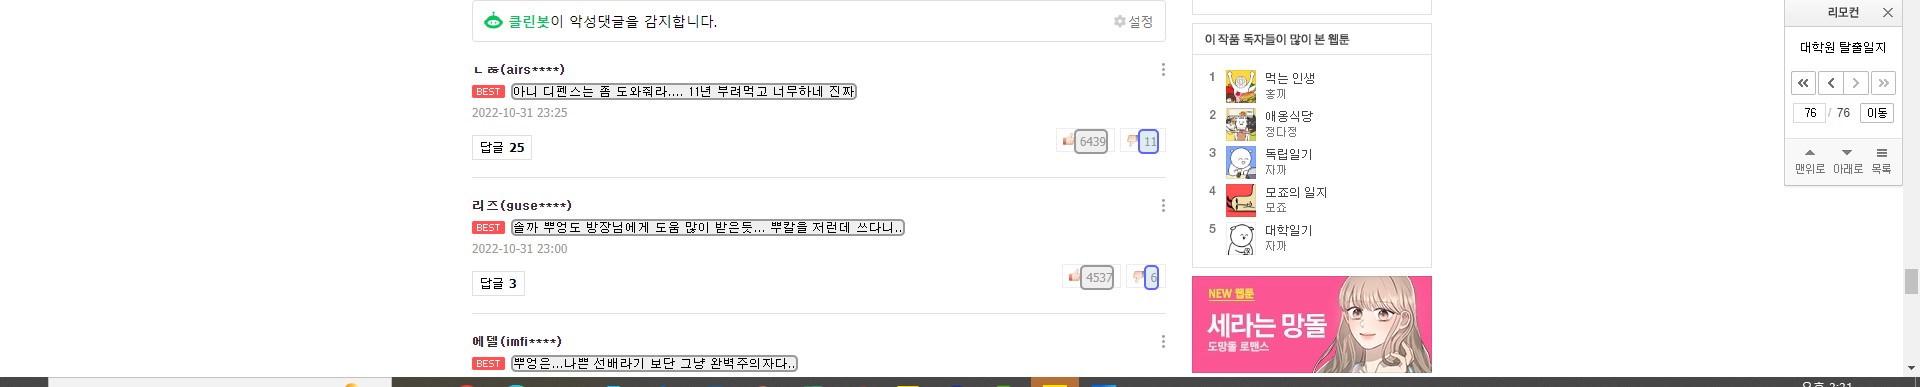 클린봇이 악성댓글을 감지합니다.
설정
ㄴㅎ(airs****)
BEST 아니 디펜스는 좀 도와줘라.... 11년 부려먹고 너무하네 진짜
2022-10-31 23:25
답글 25
6439
11
리즈(guse****)
BEST 솔까 뿌엉도 방장님에게 도움 많이 받은듯... 뿌칼을 저런데 쓰다니..
2022-10-31 23:00
답글 3
4537
6
에델(imfi****)
BEST 뿌엉은...나쁜 선배라기 보단 그냥 완벽주의자다..
이 작품 독자들이 많이 본 웹툰
1 먹는 인생
홍끼
2 애옹식당
정다정
3 독립일기
자까
4 모죠의 일지
모죠
5 대학일기
자까
NEW 웹툰
세라는 망돌
도망돌 로맨스
리모컨
대학원 탈출일지
76 / 76 이동
맨위로 아래로 목록